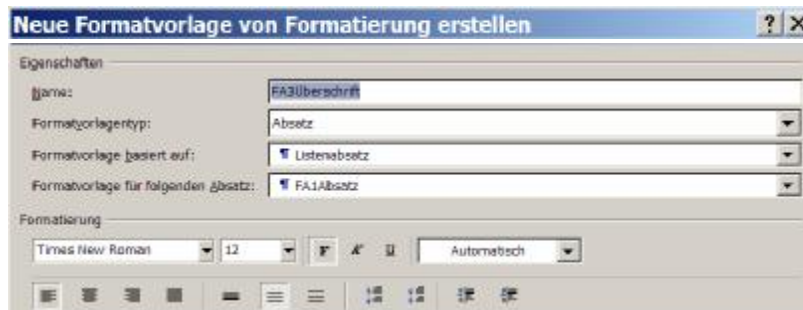 Neue Formatvorlage von Formatierung erstellen
Eigenschaften
Name: FA3Überschrift
Formatvorlagentyp: Absatz
Formatvorlage basiert auf: ¶ Listenabsatz
Formatvorlage für folgenden Absatz: ¶ FA1Absatz
Formatierung
Times New Roman 12 F K U Automatisch